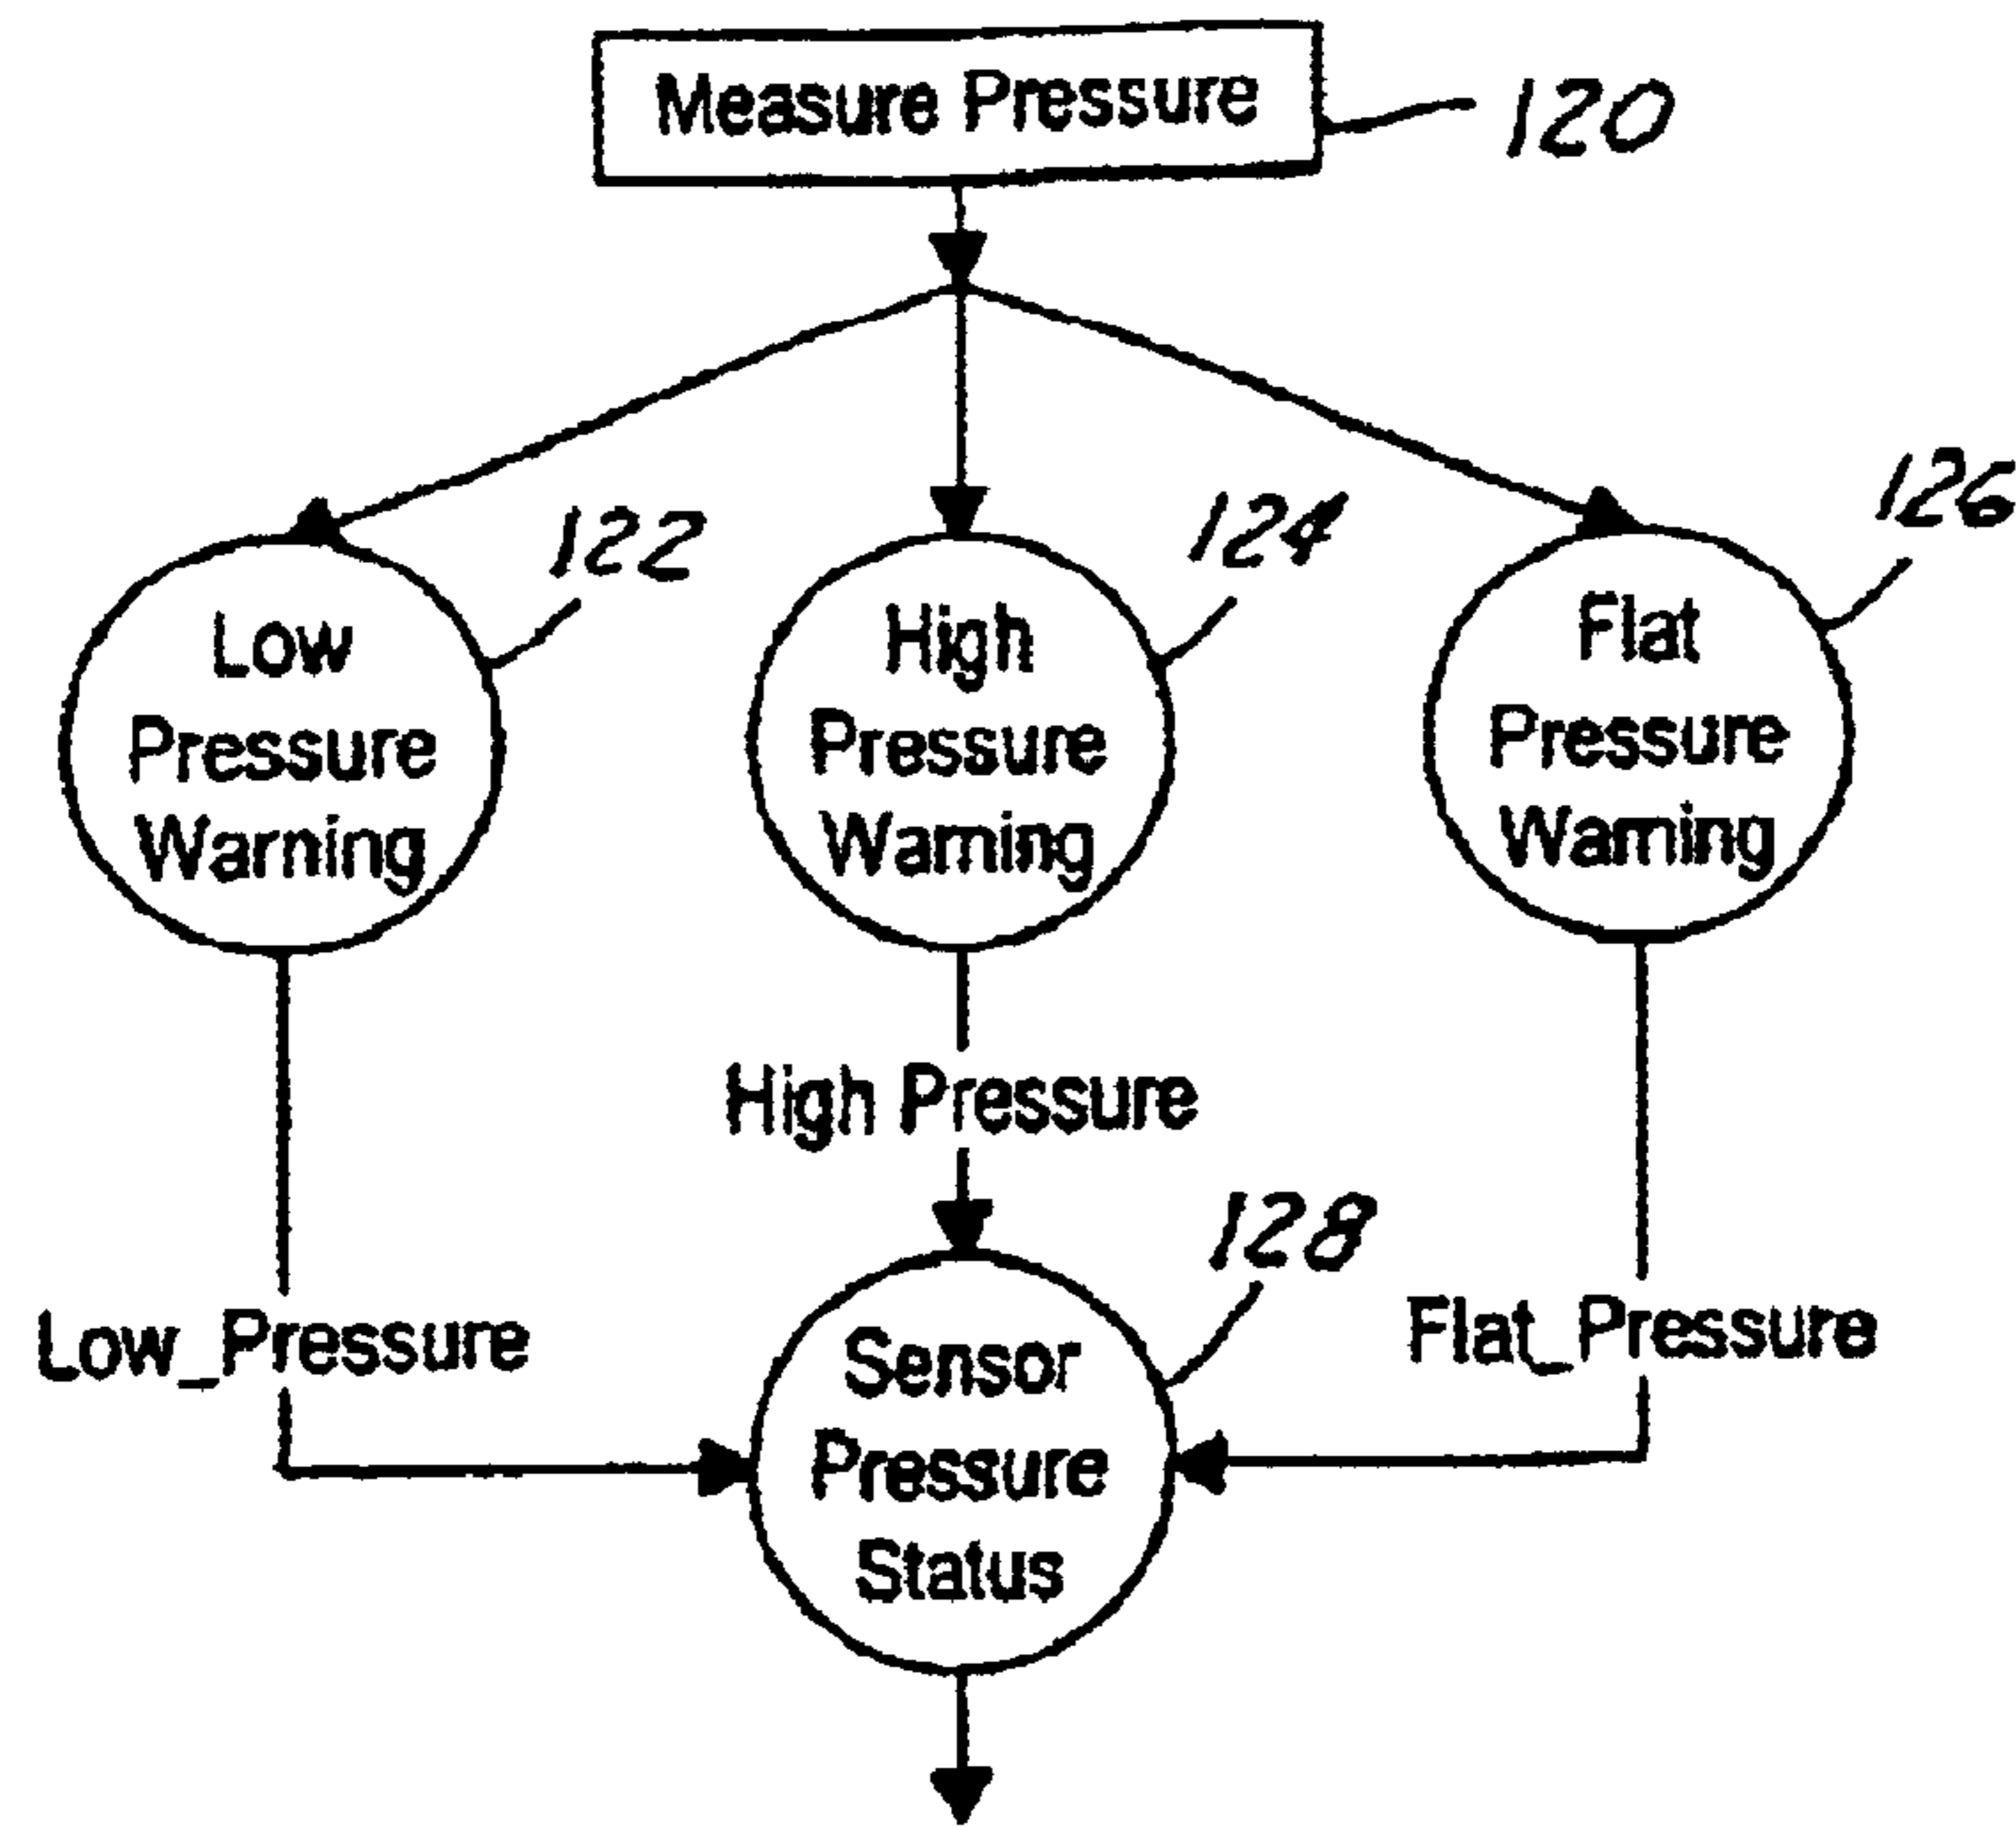 Measure Pressure
120
122
124
126
Low
Pressure
Warning
High
Pressure
Warning
Flat
Pressure
Warning
High Pressure
128
Low_Pressure
Flat_Pressure
Sensor
Pressure
Status